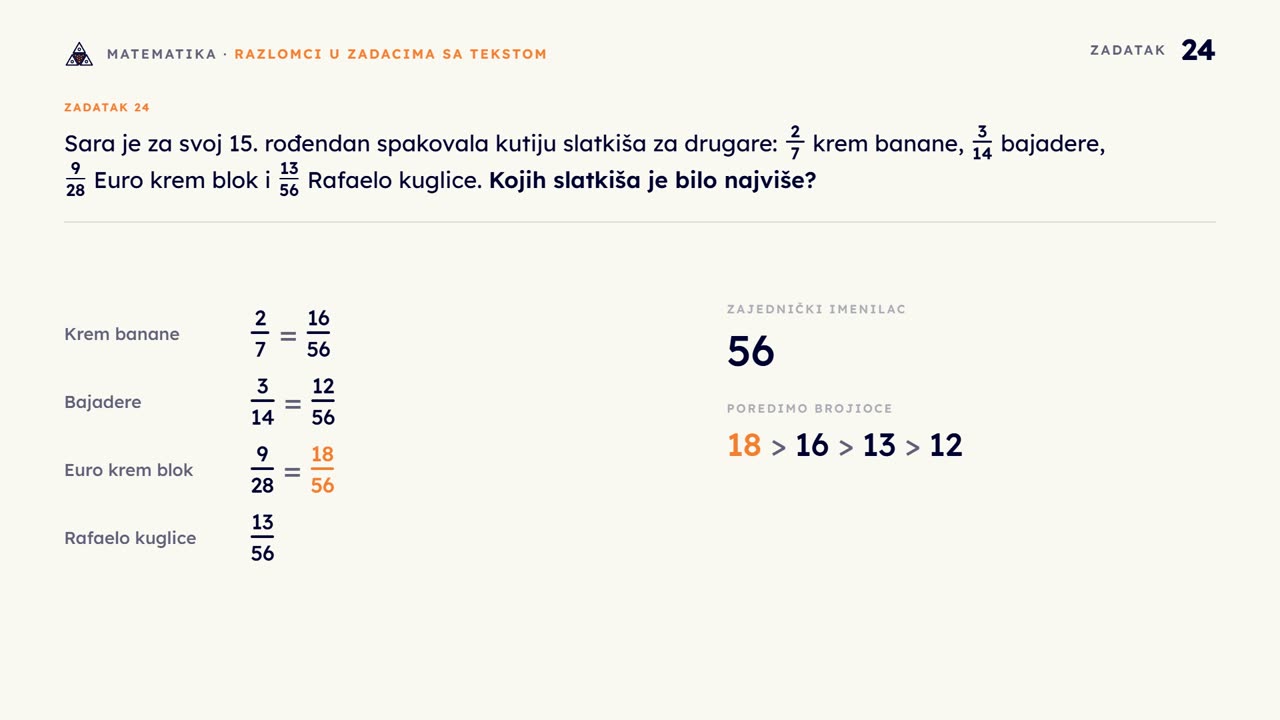 MATEMATIKA · RAZLOMCI U ZADACIMA SA TEKSTOM
ZADATAK 24
ZADATAK 24
Sara je za svoj 15. rođendan spakovala kutiju slatkiša za drugare: 2/7 krem banane, 3/14 bajadere,
9/28 Euro krem blok i 13/56 Rafaelo kuglice. Kojih slatkiša je bilo najviše?
Krem banane 2/7 = 16/56
Bajadere 3/14 = 12/56
Euro krem blok 9/28 = 18/56
Rafaelo kuglice 13/56
ZAJEDNIČKI IMENILAC
56
POREDIMO BROJIOCE
18 > 16 > 13 > 12